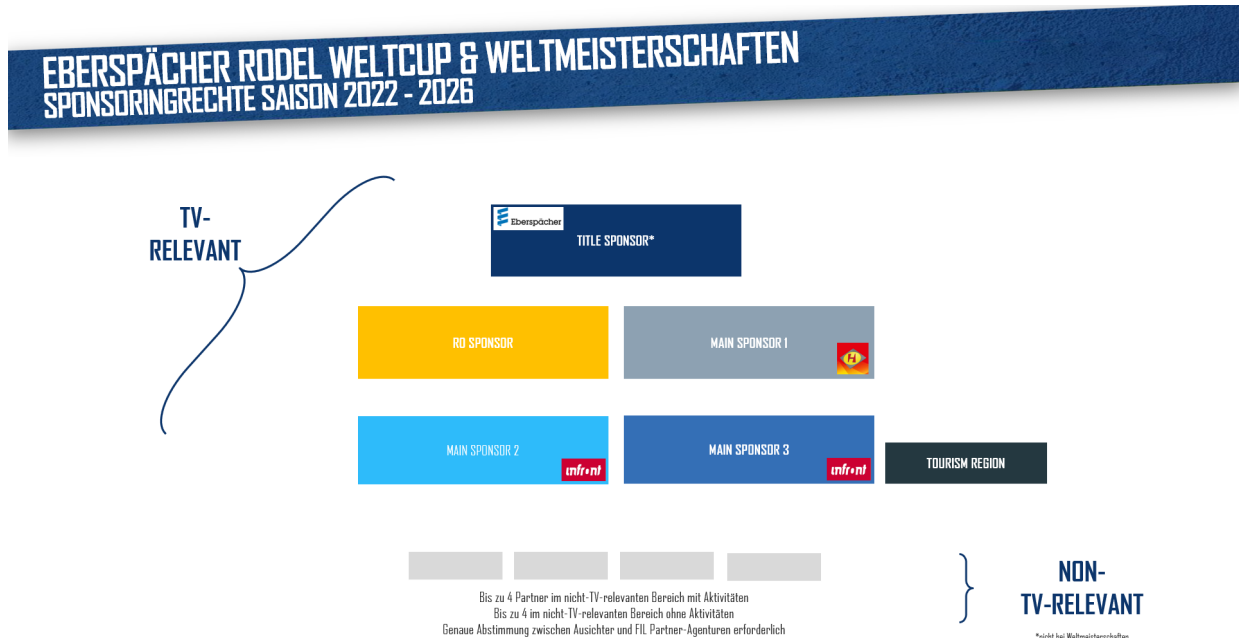 EBERSPÄCHER RODEL WELTCUP & WELTMEISTERSCHAFTEN
SPONSORINGRECHTE SAISON 2022 - 2026
TV-
RELEVANT
Eberspächer
TITLE SPONSOR*
RD SPONSOR
MAIN SPONSOR 1
H
MAIN SPONSOR 2
infront
MAIN SPONSOR 3
infront
TOURISM REGION
Bis zu 4 Partner im nicht-TV-relevanten Bereich mit Aktivitäten
Bis zu 4 im nicht-TV-relevanten Bereich ohne Aktivitäten
Genaue Abstimmung zwischen Ausichter und FIL Partner-Agenturen erforderlich
NON-
TV-RELEVANT
*nicht bei Weltmeisterschaften